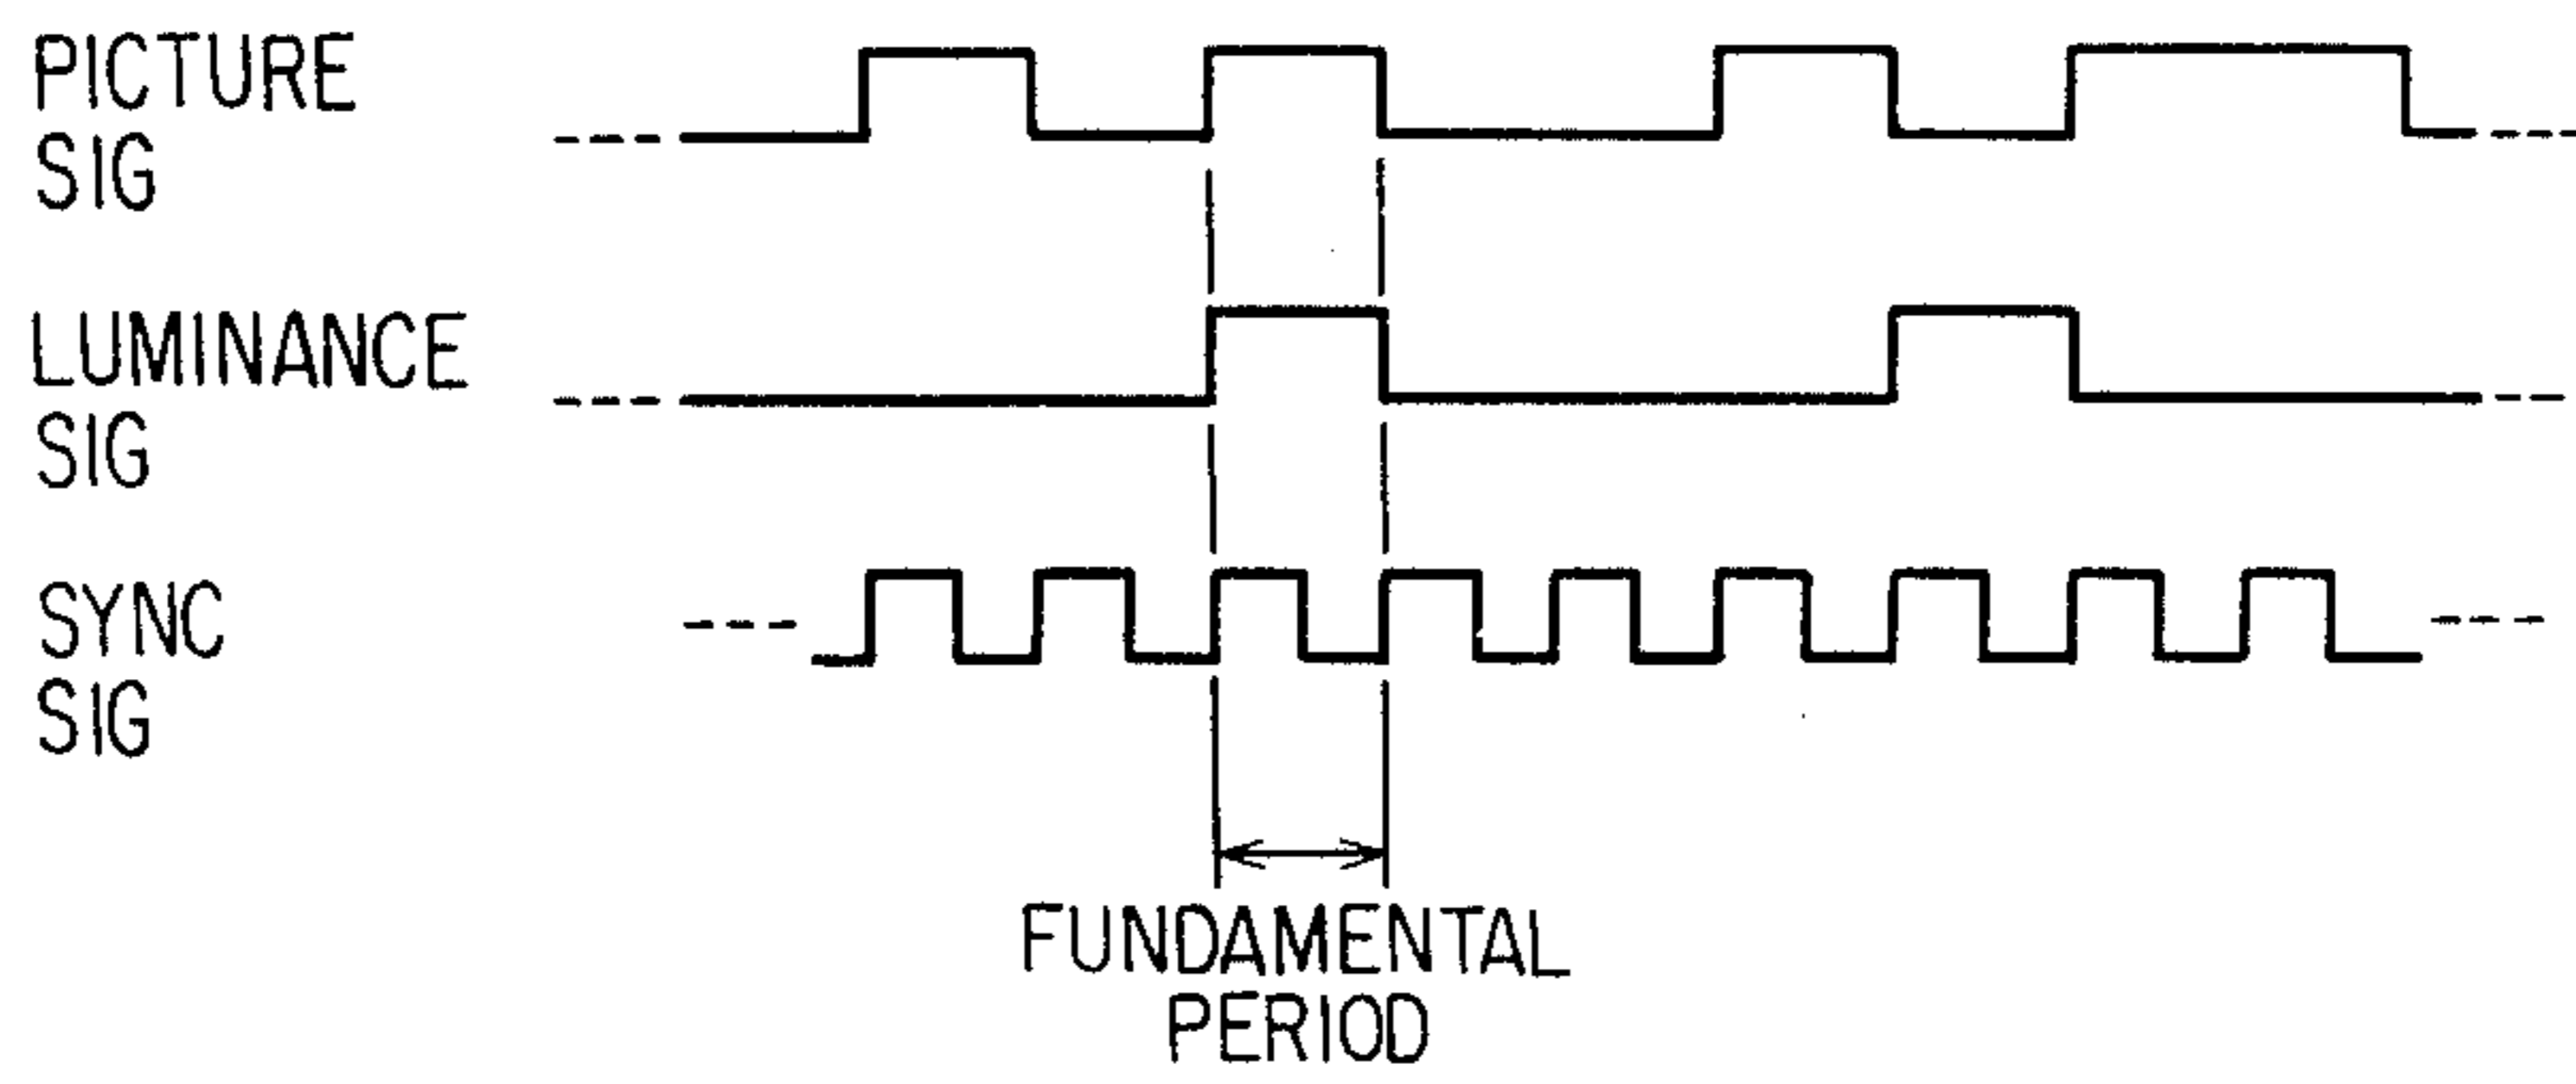 PICTURE
SIG
LUMINANCE
SIG
SYNC
SIG
FUNDAMENTAL
PERIOD